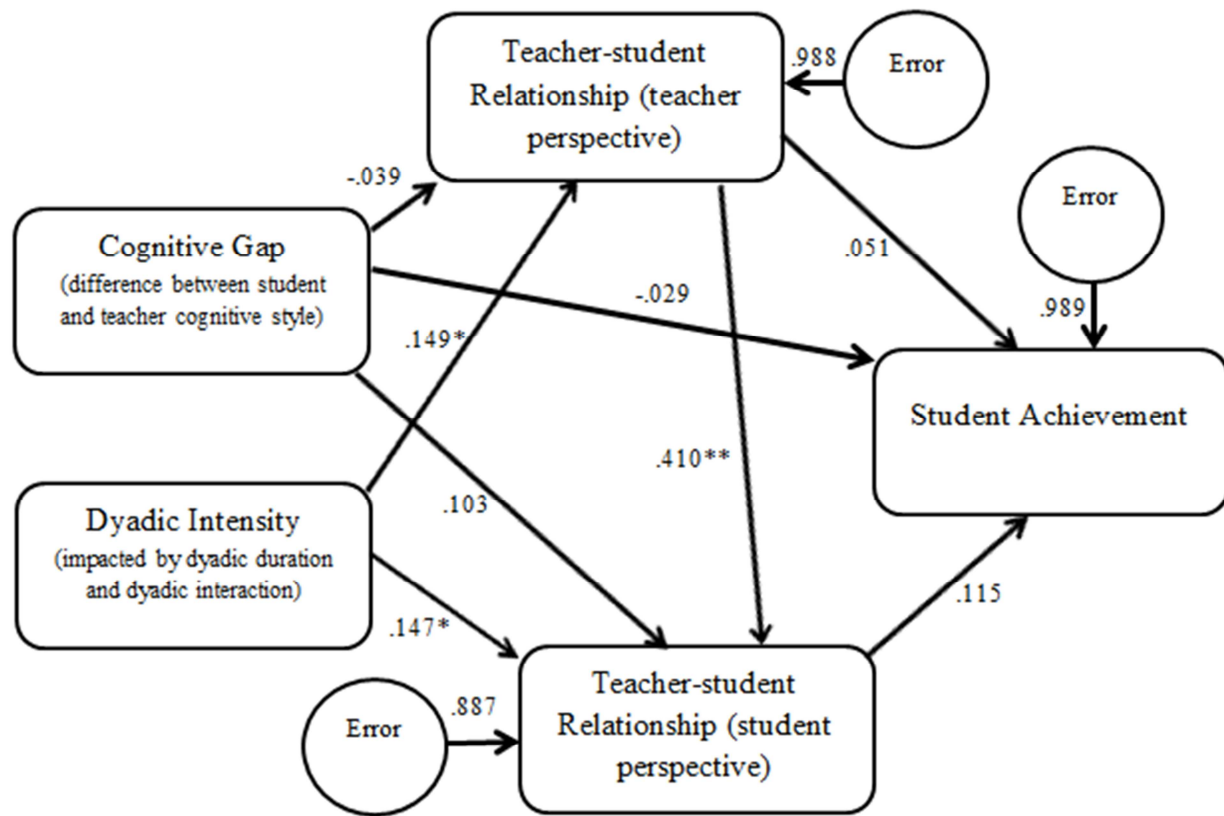 Teacher-student
Relationship (teacher
perspective)
.988
Error
Error
-.039
Cognitive Gap
(difference between student
and teacher cognitive style)
.051
-.029
.989
.149*
Student Achievement
.410**
.103
Dyadic Intensity
(impacted by dyadic duration
and dyadic interaction)
.115
.147*
Teacher-student
Relationship (student
perspective)
.887
Error